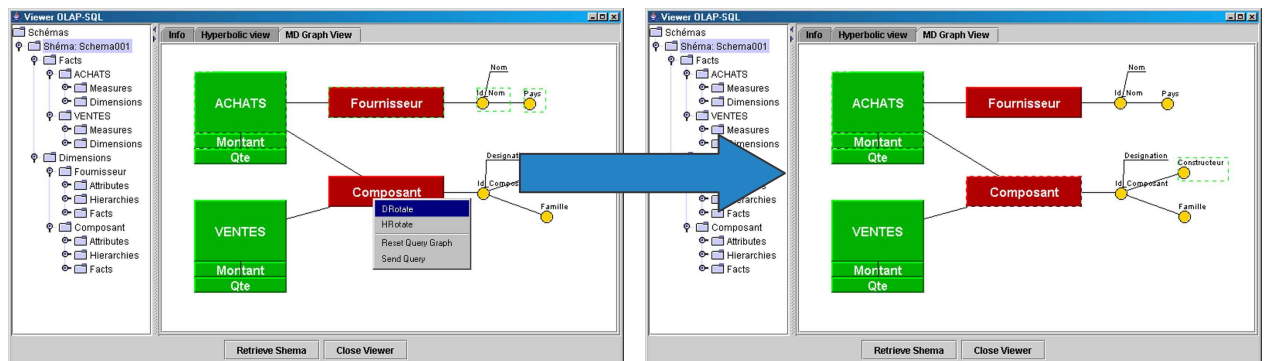 Viewer OLAP-SQL
Schémas
Shéma: Schema001
Facts
ACHATS
Measures
Dimensions
VENTES
Measures
Dimensions
Dimensions
Fournisseur
Attributes
Hierarchies
Facts
Composant
Attributes
Hierarchies
Facts
Info Hyperbolic view MD Graph View
ACHATS
Montant
Qte
Fournisseur
Nom
Id_Nom
Pays
Composant
Famille
VENTES
Montant
Qte
DRotate
HRotate
Reset Query Graph
Send Query
Retrieve Shema Close Viewer
Viewer OLAP-SQL
Schémas
Shéma: Schema001
Facts
ACHATS
Measures
Dimensions
VENTES
Measures
Facts
Composant
Attributes
Hierarchies
Facts
Info Hyperbolic view MD Graph View
ACHATS
Montant
Qte
Fournisseur
Nom
Id_Nom
Pays
Composant
Designation
Constructeur
Id_Composant
Famille
VENTES
Montant
Qte
Retrieve Shema Close Viewer